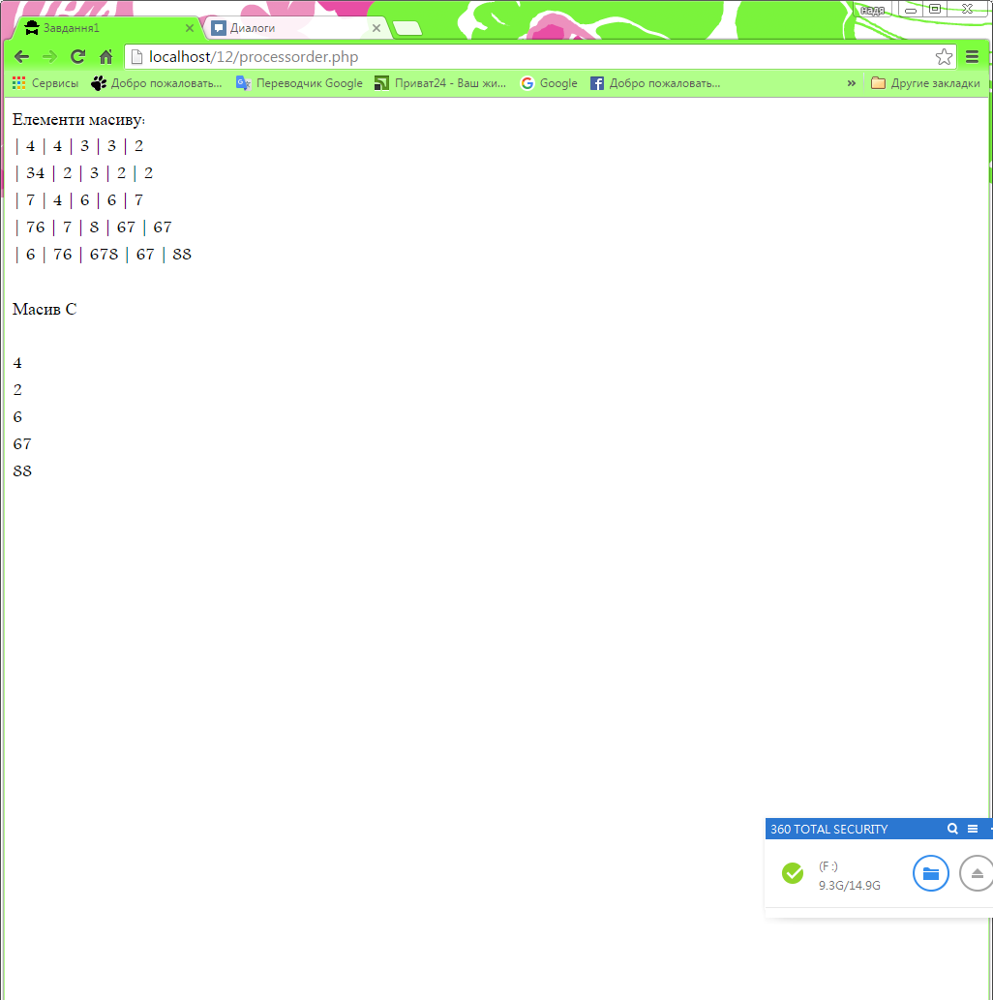 надя
Завдання1
Диалоги
localhost/12/processorder.php
Сервисы Добро пожаловать... Переводчик Google Приват24 - Ваш жи... Google Добро пожаловать... » Другие закладки
Елементи масиву:
| 4 | 4 | 3 | 3 | 2
| 34 | 2 | 3 | 2 | 2
| 7 | 4 | 6 | 6 | 7
| 76 | 7 | 8 | 67 | 67
| 6 | 76 | 678 | 67 | 88
Масив С
4
2
6
67
88
360 TOTAL SECURITY
(F:)
9.3G/14.9G